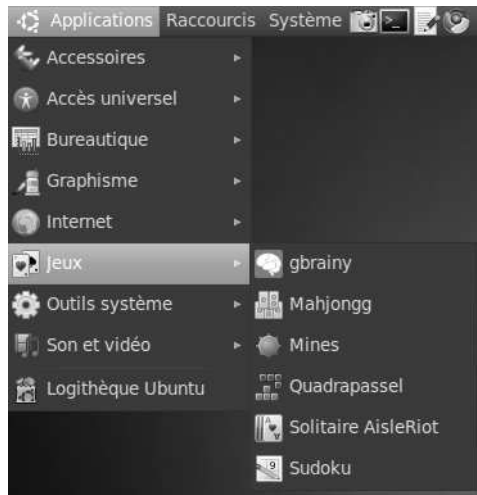 Applications Raccourcis Système
Accessoires
Accès universel
Bureautique
Graphisme
Internet
Jeux
gbrainy
Outils système
Mahjongg
Son et vidéo
Mines
Logithèque Ubuntu
Quadrapassel
Solitaire AisleRiot
Sudoku